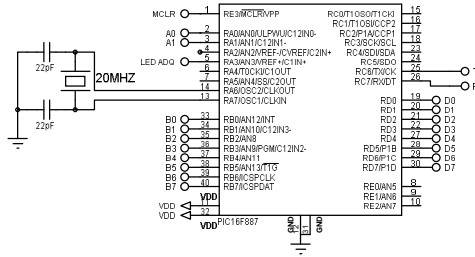 MCLR 1 RE3/MCLR/VPP RC0/T1OSO/T1CKI 15
RC1/T1OSI/CCP2 16
A0 2 RA0/AN0/ULPWU/C12IN0- RC2/P1A/CCP1 17
A1 3 RA1/AN1/C12IN1- RC3/SCK/SCL 18
4 RA2/AN2/VREF-/CVREF/C2IN+ RC4/SDI/SDA 23
LED ADQ 5 RA3/AN3/VREF+/C1IN+ RC5/SDO 24
6 RA4/T0CKI/C1OUT RC6/TX/CK 25
22pF 20MHZ 7 RA5/AN4/SS/C2OUT RC7/RX/DT 26
14 RA6/OSC2/CLKOUT
13 RA7/OSC1/CLKIN RD0 19 D0
RD1 20 D1
22pF B0 33 RB0/AN12/INT RD2 21 D2
B1 34 RB1/AN10/C12IN3- RD3 22 D3
B2 35 RB2/AN8 RD4 27 D4
B3 36 RB3/AN9/PGM/C12IN2- RD5/P1B 28 D5
B4 37 RB4/AN11 RD6/P1C 29 D6
B5 38 RB5/AN13/T1G RD7/P1D 30 D7
B6 39 RB6/ICSPCLK
B7 40 RB7/ICSPDAT RE0/AN5 8
VDD RE1/AN6 9
VDD 11 RE2/AN7 10
VDD 32
VDD PIC16F887 GND 12 31 GND